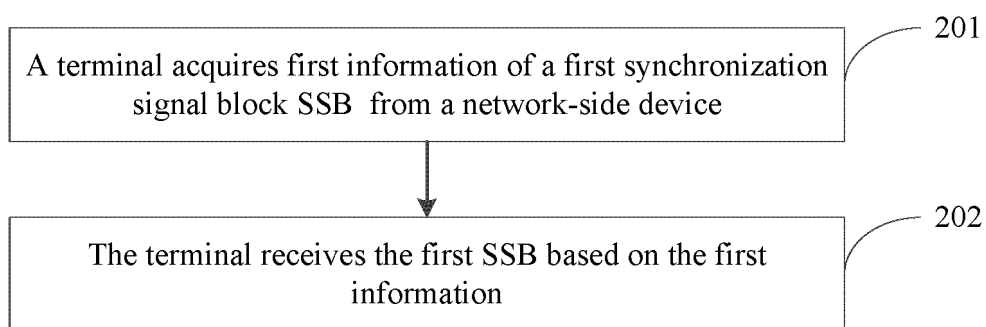 201
A terminal acquires first information of a first synchronization
signal block SSB from a network-side device
202
The terminal receives the first SSB based on the first
information